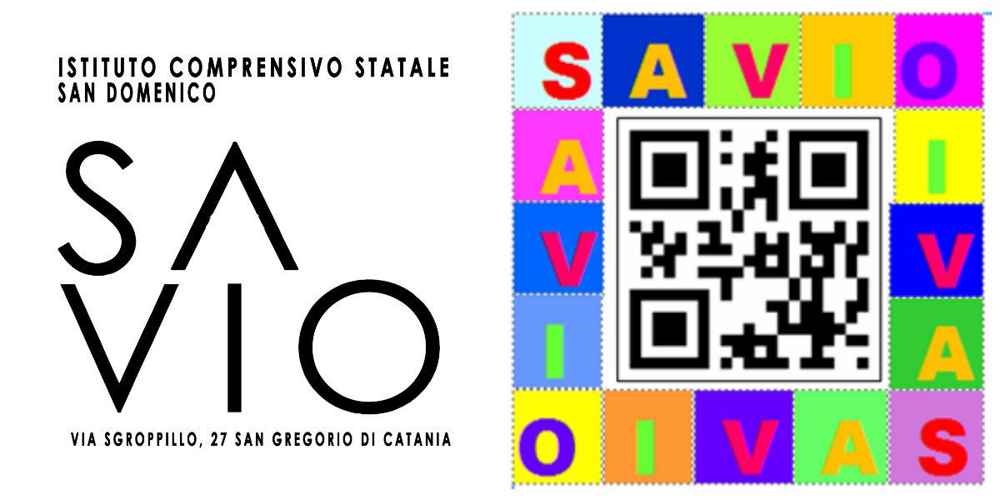 ISTITUTO COMPRENSIVO STATALE
SAN DOMENICO
SA
VIO
VIA SGROPPILLO, 27 SAN GREGORIO DI CATANIA
SAVIO
A I
V V
I A
OIVAS